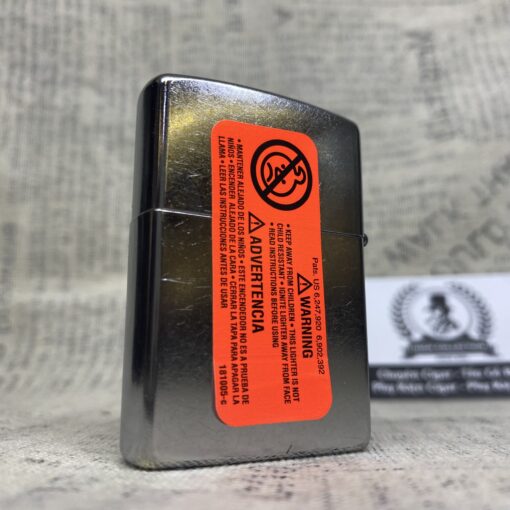 Pats. US 6,247,920 6,902,392
⚠WARNING
• KEEP AWAY FROM CHILDREN • THIS LIGHTER IS NOT
CHILD RESISTANT • IGNITE LIGHTER AWAY FROM FACE
• READ INSTRUCTIONS BEFORE USING
⚠ADVERTENCIA
• MANTENER ALEJADO DE LOS NIÑOS • ESTE ENCENDEDOR NO ES A PRUEBA DE
NIÑOS • ENCENDER ALEJADO DE LA CARA • CERRAR LA TAPA PARA APAGAR LA
LLAMA • LEER LAS INSTRUCCIONES ANTES DE USAR
181005-c